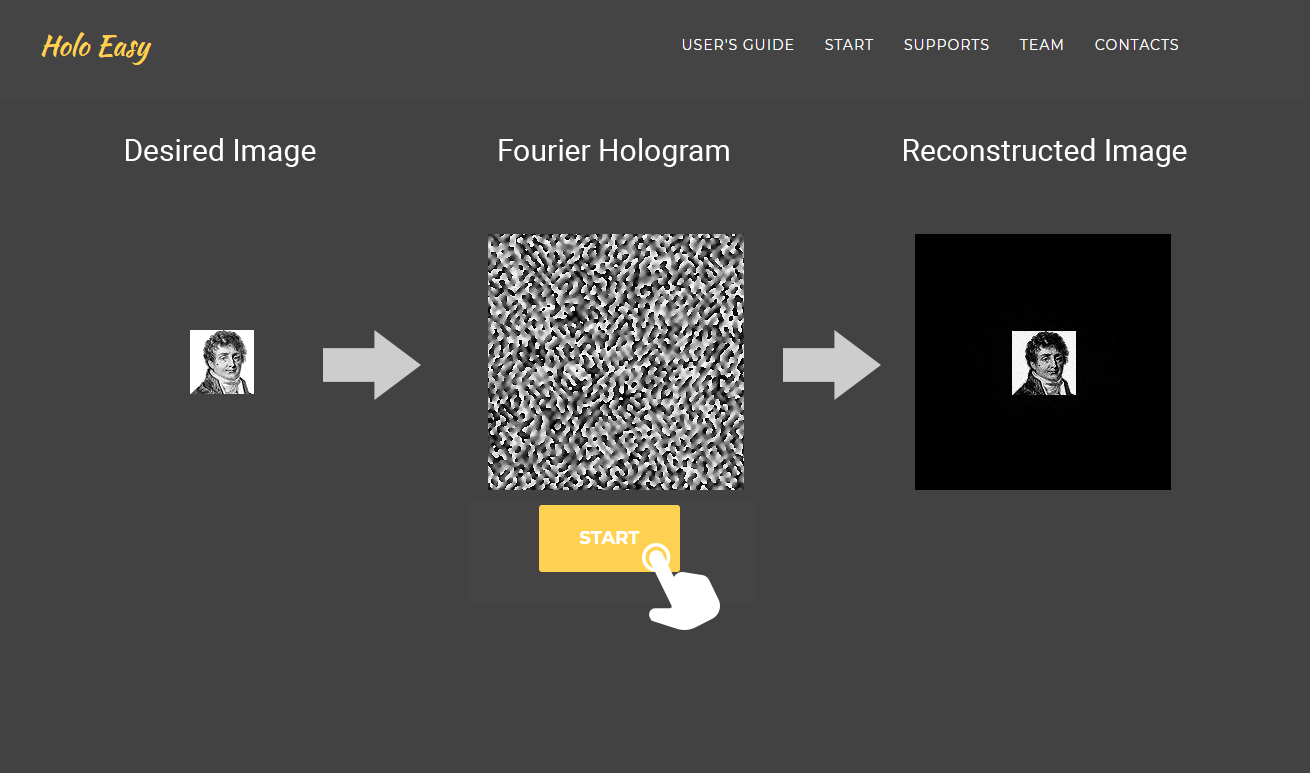 Holo Easy
USER'S GUIDE START SUPPORTS TEAM CONTACTS
Desired Image
Fourier Hologram
Reconstructed Image
START